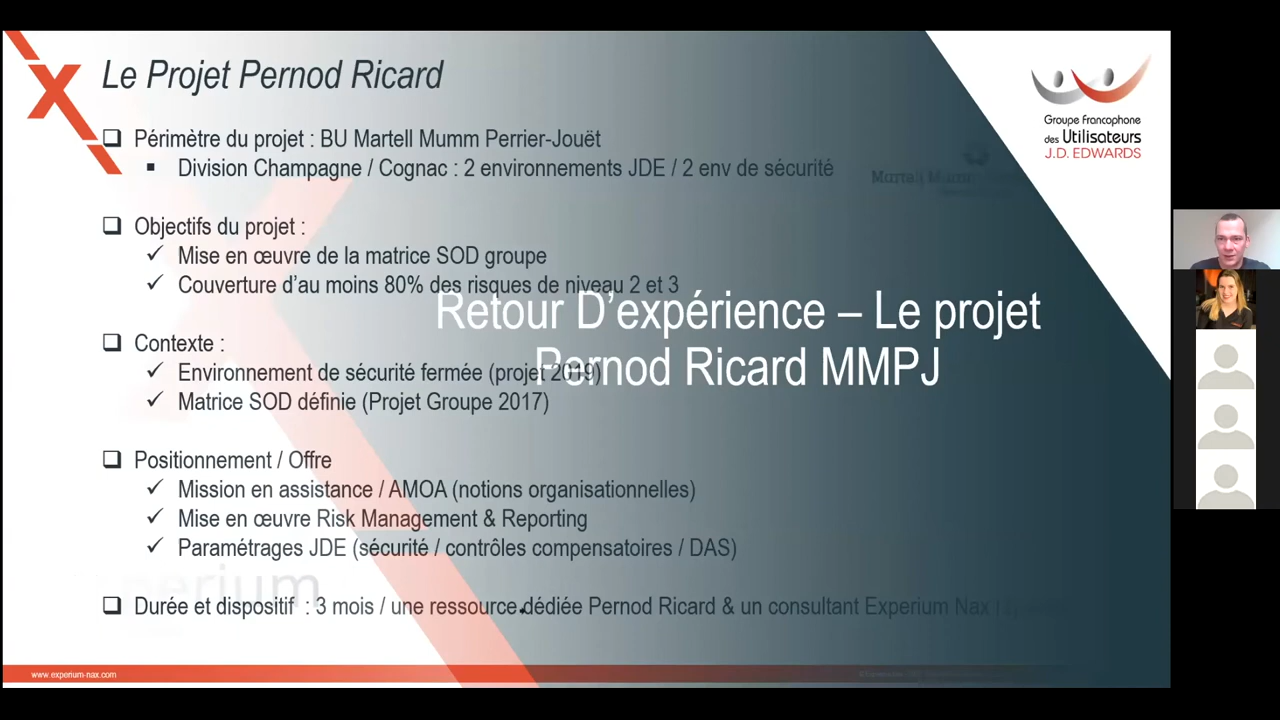 Le Projet Pernod Ricard
Groupe Francophone
des Utilisateurs
J.D. EDWARDS
❑ Périmètre du projet : BU Martell Mumm Perrier-Jouët
▪ Division Champagne / Cognac : 2 environnements JDE / 2 env de sécurité
Martell Mumm
❑ Objectifs du projet :
✓ Mise en œuvre de la matrice SOD groupe
✓ Couverture d'au moins 80% des risques de niveau 2 et 3
Retour D'expérience – Le projet
Pernod Ricard MMPJ
❑ Contexte :
✓ Environnement de sécurité fermée (projet 2019)
✓ Matrice SOD définie (Projet Groupe 2017)
❑ Positionnement / Offre
✓ Mission en assistance / AMOA (notions organisationnelles)
✓ Mise en œuvre Risk Management & Reporting
✓ Paramétrages JDE (sécurité / contrôles compensatoires / DAS)
experium
❑ Durée et dispositif : 3 mois / une ressource dédiée Pernod Ricard & un consultant Experium Nax
www.experium-nax.com